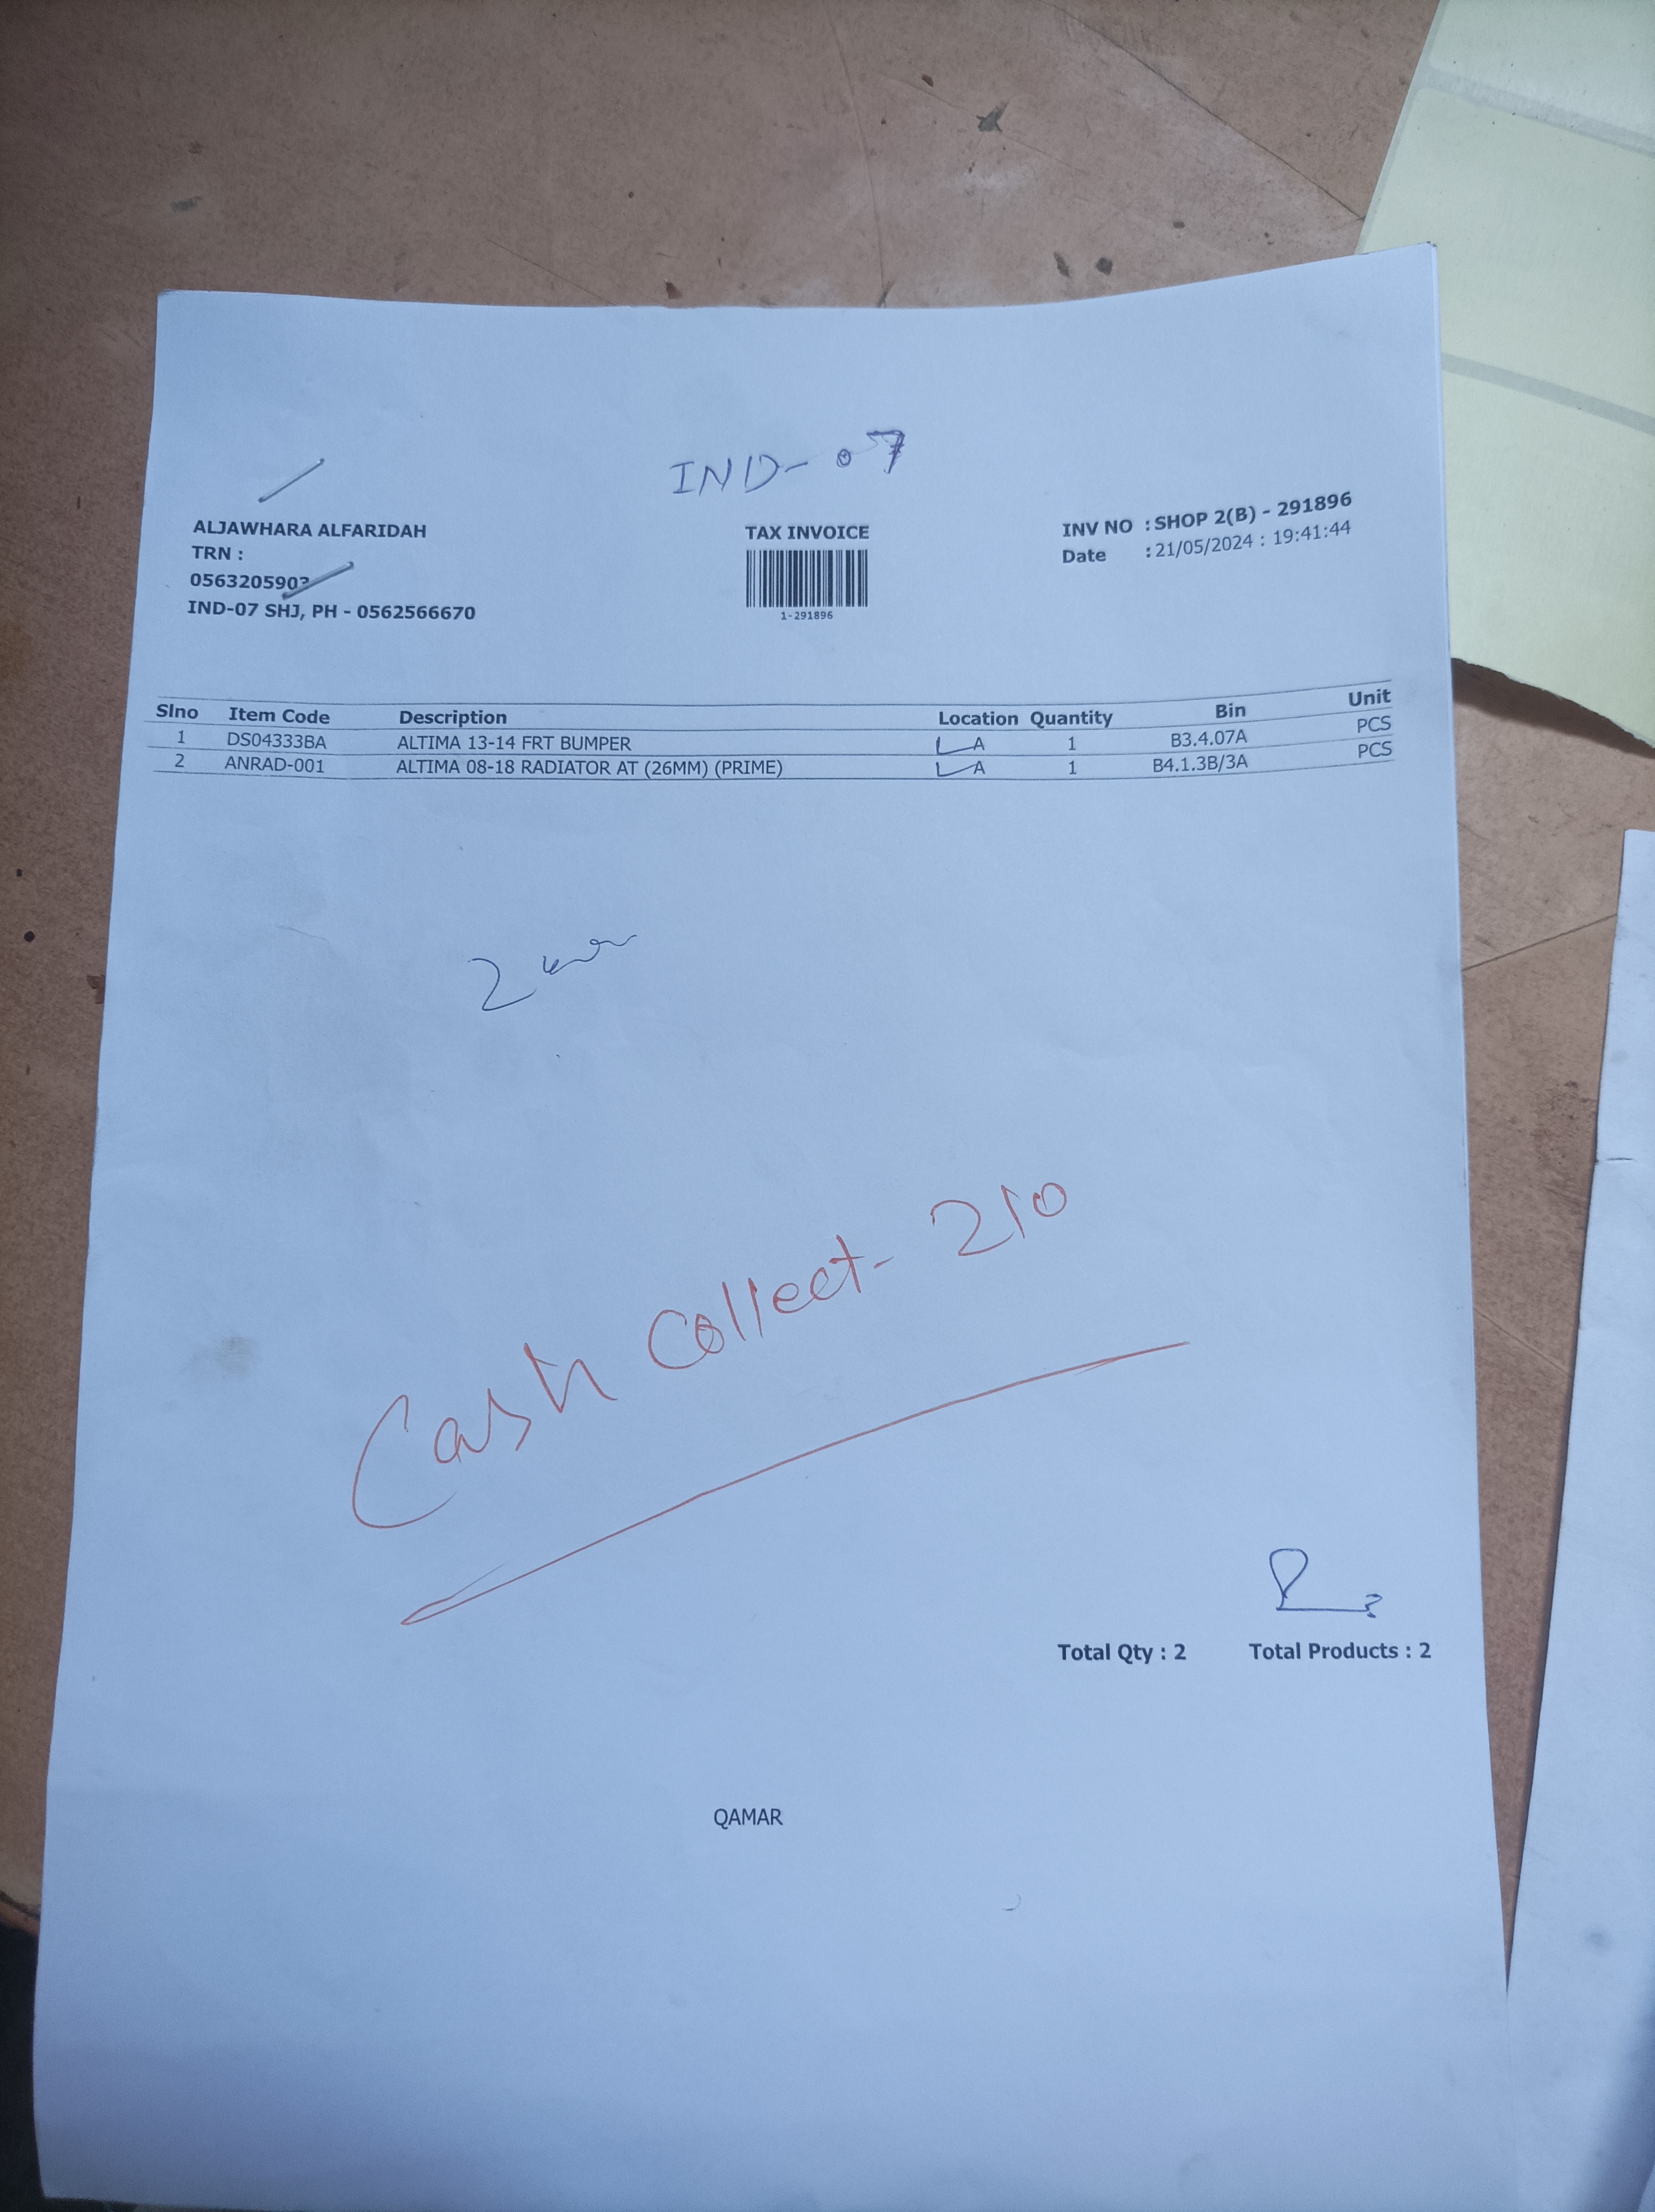 IND-07
ALJAWHARA ALFARIDAH
TRN :
IND-07 SHJ, PH - 0562566670
TAX INVOICE
1-291896
INV NO : SHOP 2(B) - 291896
Date : 21/05/2024 : 19:41:44
Slno Item Code Description Location Quantity Bin Unit
1 DS04333BA ALTIMA 13-14 FRT BUMPER A 1 B3.4.07A PCS
2 ANRAD-001 ALTIMA 08-18 RADIATOR AT (26MM) (PRIME) A 1 B4.1.3B/3A PCS
2
Cash collect- 210
Total Qty : 2 Total Products : 2
QAMAR